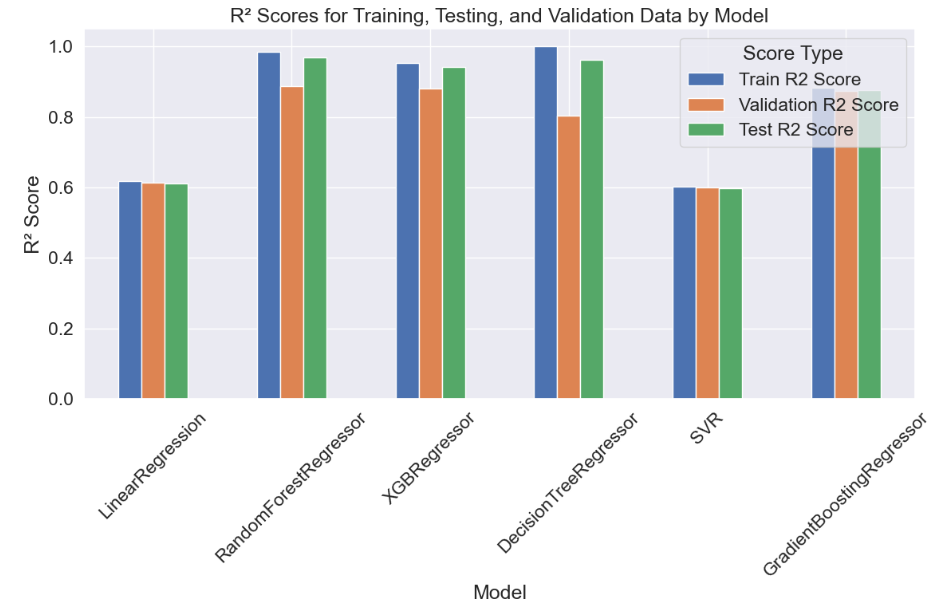 R² Scores for Training, Testing, and Validation Data by Model
Score Type
Train R2 Score
Validation R2 Score
Test R2 Score
R² Score
1.0
0.8
0.6
0.4
0.2
0.0
LinearRegression
RandomForestRegressor
XGBRegressor
DecisionTreeRegressor
SVR
GradientBoostingRegressor
Model